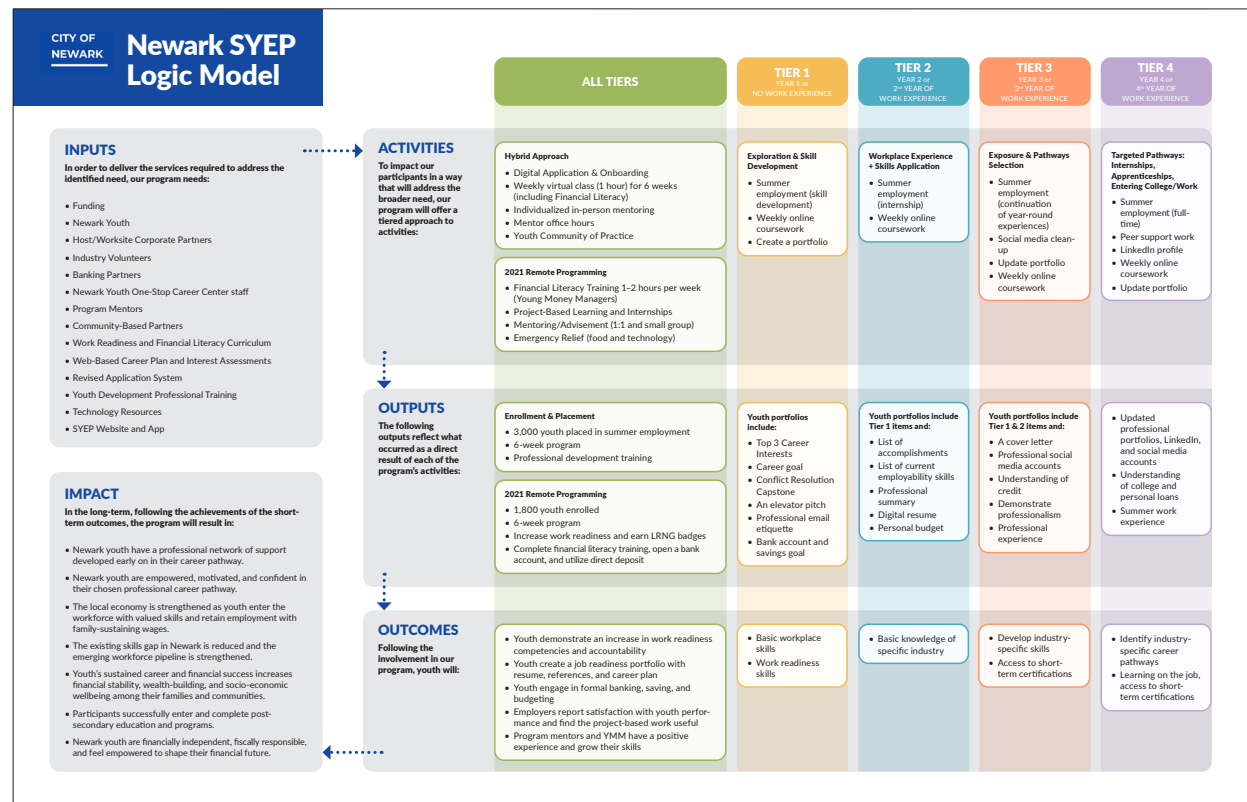 CITY OF
NEWARK
Newark SYEP
Logic Model
ALL TIERS
TIER 1
YEAR 1 or
NO WORK EXPERIENCE
TIER 2
YEAR 2 or
2ⁿᵈ YEAR OF
WORK EXPERIENCE
TIER 3
YEAR 3 or
3ʳᵈ YEAR OF
WORK EXPERIENCE
TIER 4
YEAR 4 or
4ᵗʰ YEAR OF
WORK EXPERIENCE
INPUTS
In order to deliver the services required to address the
identified need, our program needs:
• Funding
• Newark Youth
• Host/Worksite Corporate Partners
• Industry Volunteers
• Banking Partners
• Newark Youth One-Stop Career Center staff
• Program Mentors
• Community-Based Partners
• Work Readiness and Financial Literacy Curriculum
• Web-Based Career Plan and Interest Assessments
• Revised Application System
• Youth Development Professional Training
• Technology Resources
• SYEP Website and App
IMPACT
In the long-term, following the achievements of the short-
term outcomes, the program will result in:
• Newark youth have a professional network of support
developed early on in their career pathway.
• Newark youth are empowered, motivated, and confident in
their chosen professional career pathway.
• The local economy is strengthened as youth enter the
workforce with valued skills and retain employment with
family-sustaining wages.
• The existing skills gap in Newark is reduced and the
emerging workforce pipeline is strengthened.
• Youth's sustained career and financial success increases
financial stability, wealth-building, and socio-economic
wellbeing among their families and communities.
• Participants successfully enter and complete post-
secondary education and programs.
• Newark youth are financially independent, fiscally responsible,
and feel empowered to shape their financial future.
ACTIVITIES
To impact our
participants in a way
that will address the
broader need, our
program will offer a
tiered approach to
activities:
Hybrid Approach
• Digital Application & Onboarding
• Weekly virtual class (1 hour) for 6 weeks
(including Financial Literacy)
• Individualized in-person mentoring
• Mentor office hours
• Youth Community of Practice
2021 Remote Programming
• Financial Literacy Training 1–2 hours per week
(Young Money Managers)
• Project-Based Learning and Internships
• Mentoring/Advisement (1:1 and small group)
• Emergency Relief (food and technology)
Exploration & Skill
Development
• Summer
employment (skill
development)
• Weekly online
coursework
• Create a portfolio
Workplace Experience
+ Skills Application
• Summer
employment
(internship)
• Weekly online
coursework
Exposure & Pathways
Selection
• Summer
employment
(continuation
of year-round
experiences)
• Social media clean-
up
• Update portfolio
• Weekly online
coursework
Targeted Pathways:
Internships,
Apprenticeships,
Entering College/Work
• Summer
employment (full-
time)
• Peer support work
• LinkedIn profile
• Weekly online
coursework
• Update portfolio
OUTPUTS
The following
outputs reflect what
occurred as a direct
result of each of the
program's activities:
Enrollment & Placement
• 3,000 youth placed in summer employment
• 6-week program
• Professional development training
2021 Remote Programming
• 1,800 youth enrolled
• 6-week program
• Increase work readiness and earn LRNG badges
• Complete financial literacy training, open a bank
account, and utilize direct deposit
Youth portfolios
include:
• Top 3 Career
Interests
• Career goal
• Conflict Resolution
Capstone
• An elevator pitch
• Professional email
etiquette
• Bank account and
savings goal
Youth portfolios include
Tier 1 items and:
• List of
accomplishments
• List of current
employability skills
• Professional
summary
• Digital resume
• Personal budget
Youth portfolios include
Tier 1 & 2 items and:
• A cover letter
• Professional social
media accounts
• Understanding of
credit
• Demonstrate
professionalism
• Professional
experience
• Updated
professional
portfolios, LinkedIn,
and social media
accounts
• Understanding
of college and
personal loans
• Summer work
experience
OUTCOMES
Following the
involvement in our
program, youth will:
• Youth demonstrate an increase in work readiness
competencies and accountability
• Youth create a job readiness portfolio with
resume, references, and career plan
• Youth engage in formal banking, saving, and
budgeting
• Employers report satisfaction with youth perfor-
mance and find the project-based work useful
• Program mentors and YMM have a positive
experience and grow their skills
• Basic workplace
skills
• Work readiness
skills
• Basic knowledge of
specific industry
• Develop industry-
specific skills
• Access to short-
term certifications
• Identify industry-
specific career
pathways
• Learning on the job,
access to short-
term certifications